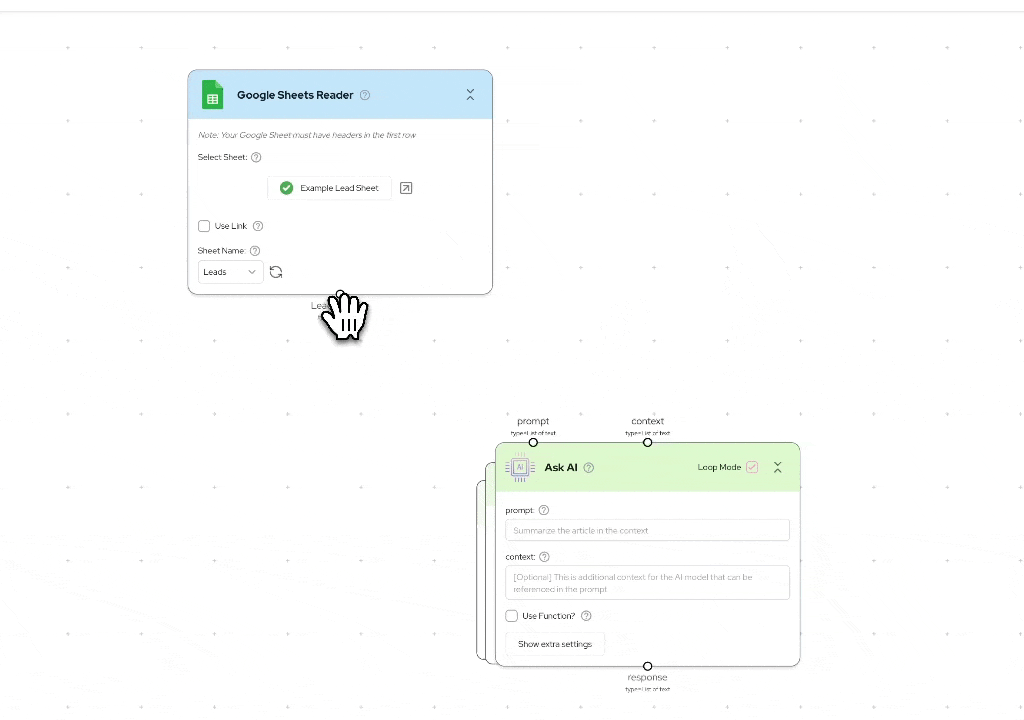 Google Sheets Reader
Note: Your Google Sheet must have headers in the first row
Select Sheet:
Example Lead Sheet
Use Link
Sheet Name:
Leads
prompt
type=List of text
context
type=List of text
AI
Ask AI
Loop Mode
prompt:
Summarize the article in the context
context:
[Optional] This is additional context for the AI model that can be
referenced in the prompt
Use Function?
Show extra settings
response
type=List of text